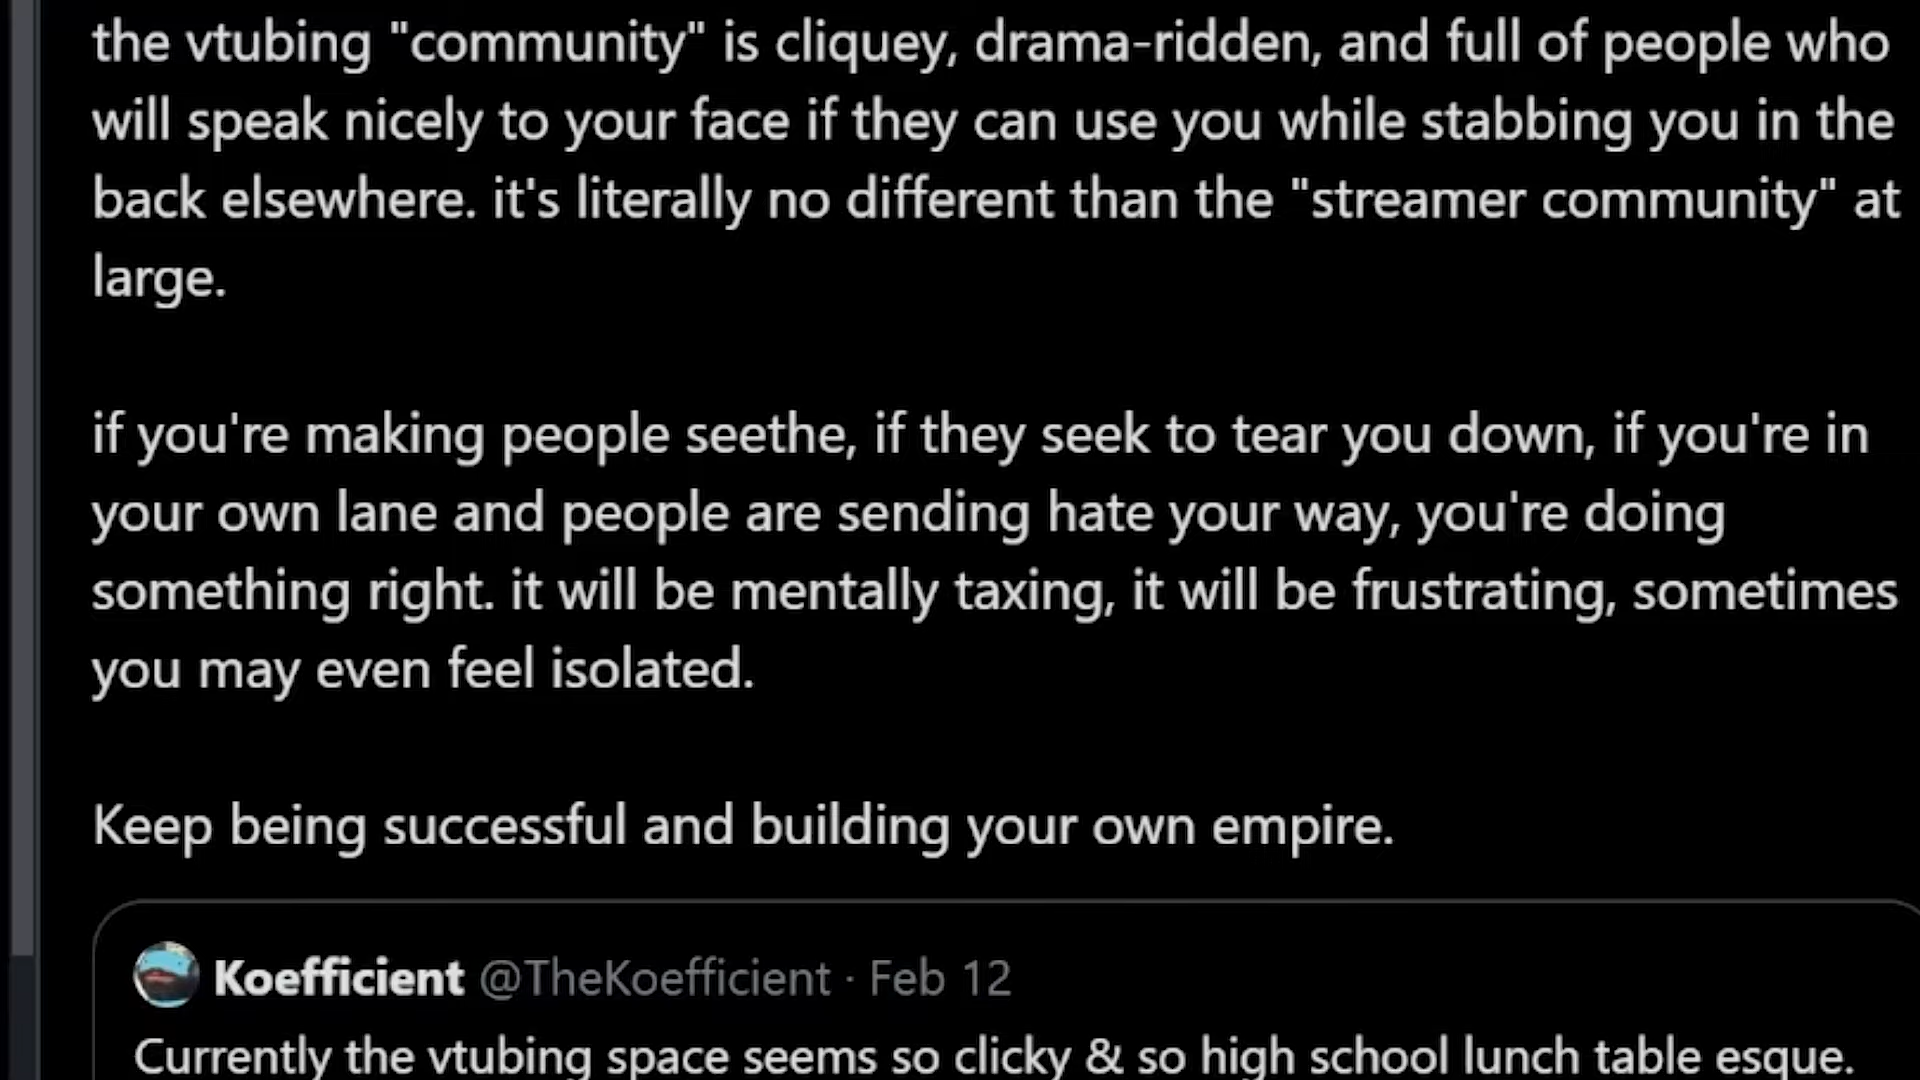 the vtubing "community" is cliquey, drama-ridden, and full of people who
will speak nicely to your face if they can use you while stabbing you in the
back elsewhere. it's literally no different than the "streamer community" at
large.
if you're making people seethe, if they seek to tear you down, if you're in
your own lane and people are sending hate your way, you're doing
something right. it will be mentally taxing, it will be frustrating, sometimes
you may even feel isolated.
Keep being successful and building your own empire.
Koefficient @TheKoefficient · Feb 12
Currently the vtubing space seems so clicky & so high school lunch table esque.